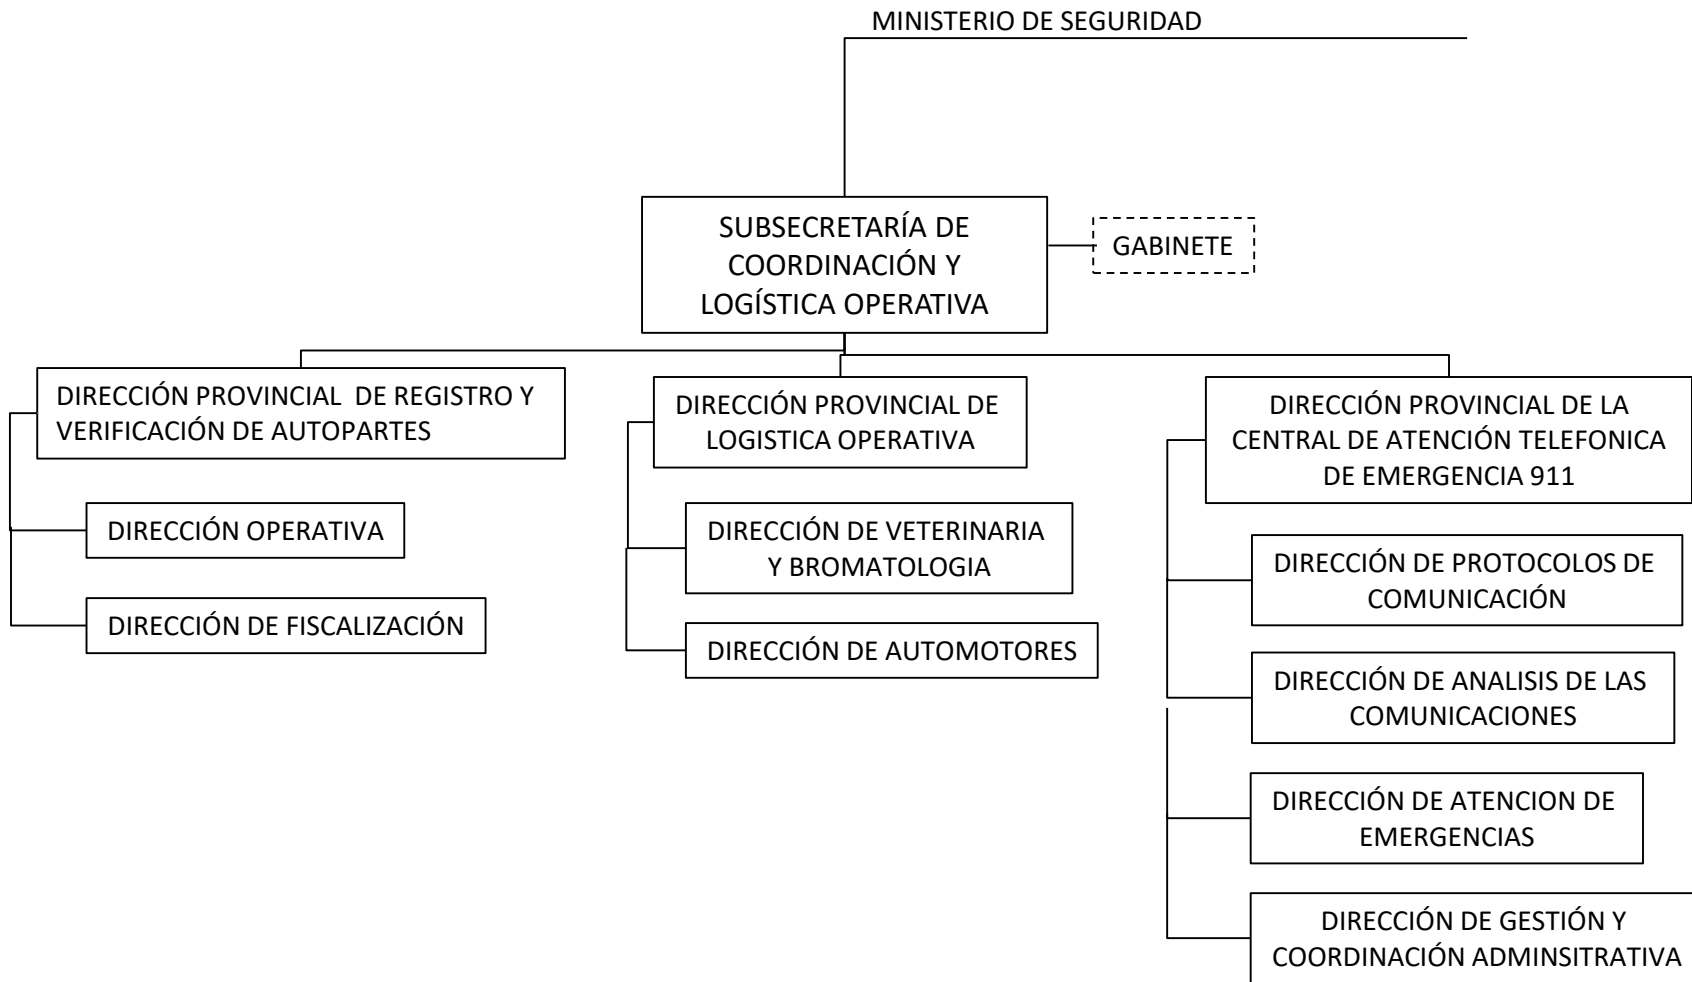 MINISTERIO DE SEGURIDAD
SUBSECRETARÍA DE
COORDINACIÓN Y
LOGÍSTICA OPERATIVA
GABINETE
DIRECCIÓN PROVINCIAL DE REGISTRO Y
VERIFICACIÓN DE AUTOPARTES
DIRECCIÓN OPERATIVA
DIRECCIÓN DE FISCALIZACIÓN
DIRECCIÓN PROVINCIAL DE
LOGISTICA OPERATIVA
DIRECCIÓN DE VETERINARIA
Y BROMATOLOGIA
DIRECCIÓN DE AUTOMOTORES
DIRECCIÓN PROVINCIAL DE LA
CENTRAL DE ATENCIÓN TELEFONICA
DE EMERGENCIA 911
DIRECCIÓN DE PROTOCOLOS DE
COMUNICACIÓN
DIRECCIÓN DE ANALISIS DE LAS
COMUNICACIONES
DIRECCIÓN DE ATENCION DE
EMERGENCIAS
DIRECCIÓN DE GESTIÓN Y
COORDINACIÓN ADMINSITRATIVA